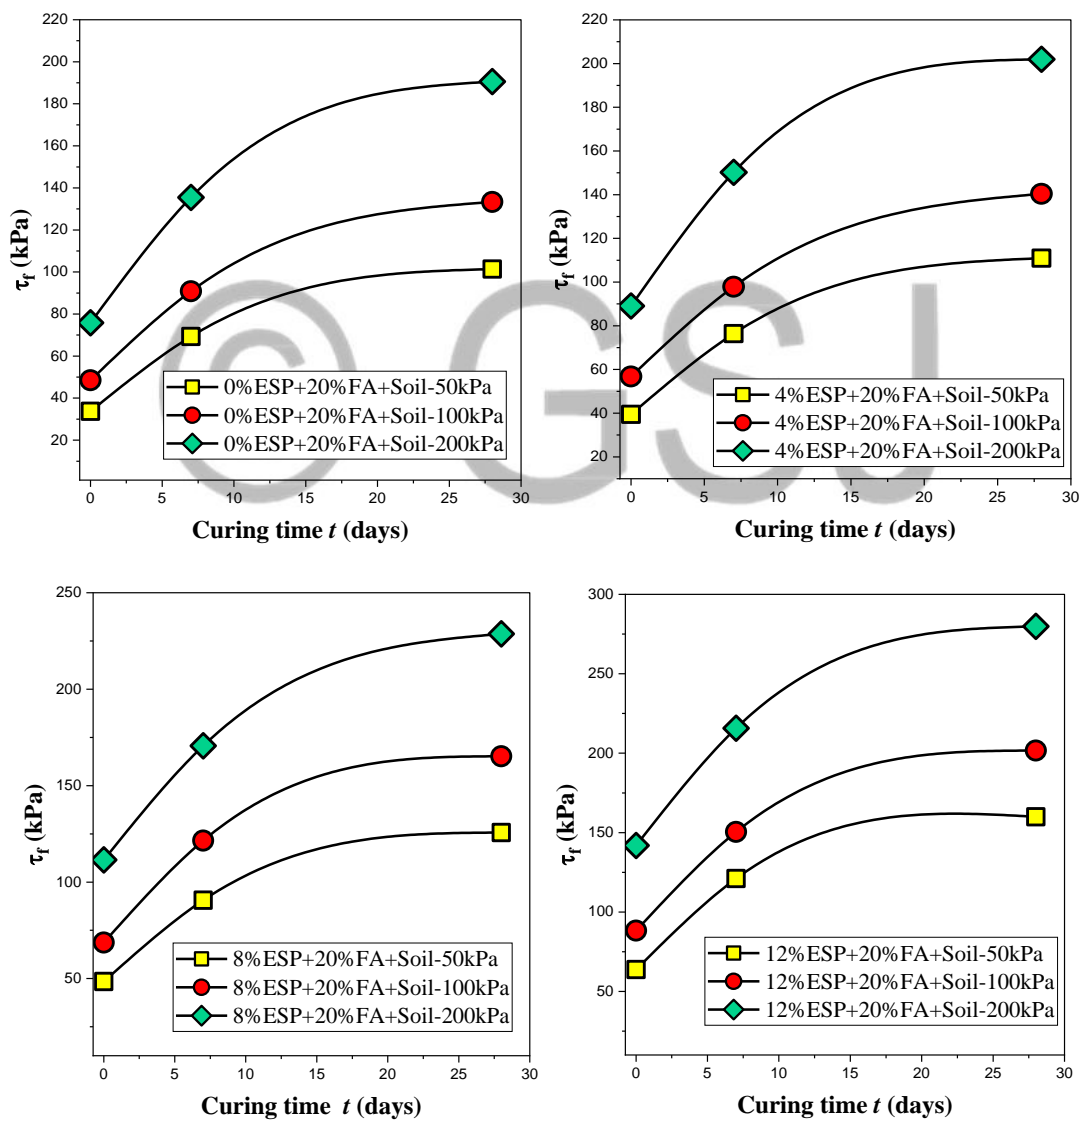 220
200
180
160
140
120
100
80
60
40
20
0 5 10 15 20 25 30
τf (kPa)
Curing time t (days)
0%ESP+20%FA+Soil-50kPa
0%ESP+20%FA+Soil-100kPa
0%ESP+20%FA+Soil-200kPa
220
200
180
160
140
120
100
80
60
40
20
0 5 10 15 20 25 30
τf (kPa)
Curing time t (days)
4%ESP+20%FA+Soil-50kPa
4%ESP+20%FA+Soil-100kPa
4%ESP+20%FA+Soil-200kPa
© GSJ
250
200
150
100
50
0 5 10 15 20 25 30
τf (kPa)
Curing time t (days)
8%ESP+20%FA+Soil-50kPa
8%ESP+20%FA+Soil-100kPa
8%ESP+20%FA+Soil-200kPa
300
250
200
150
100
50
0 5 10 15 20 25 30
τf (kPa)
Curing time t (days)
12%ESP+20%FA+Soil-50kPa
12%ESP+20%FA+Soil-100kPa
12%ESP+20%FA+Soil-200kPa